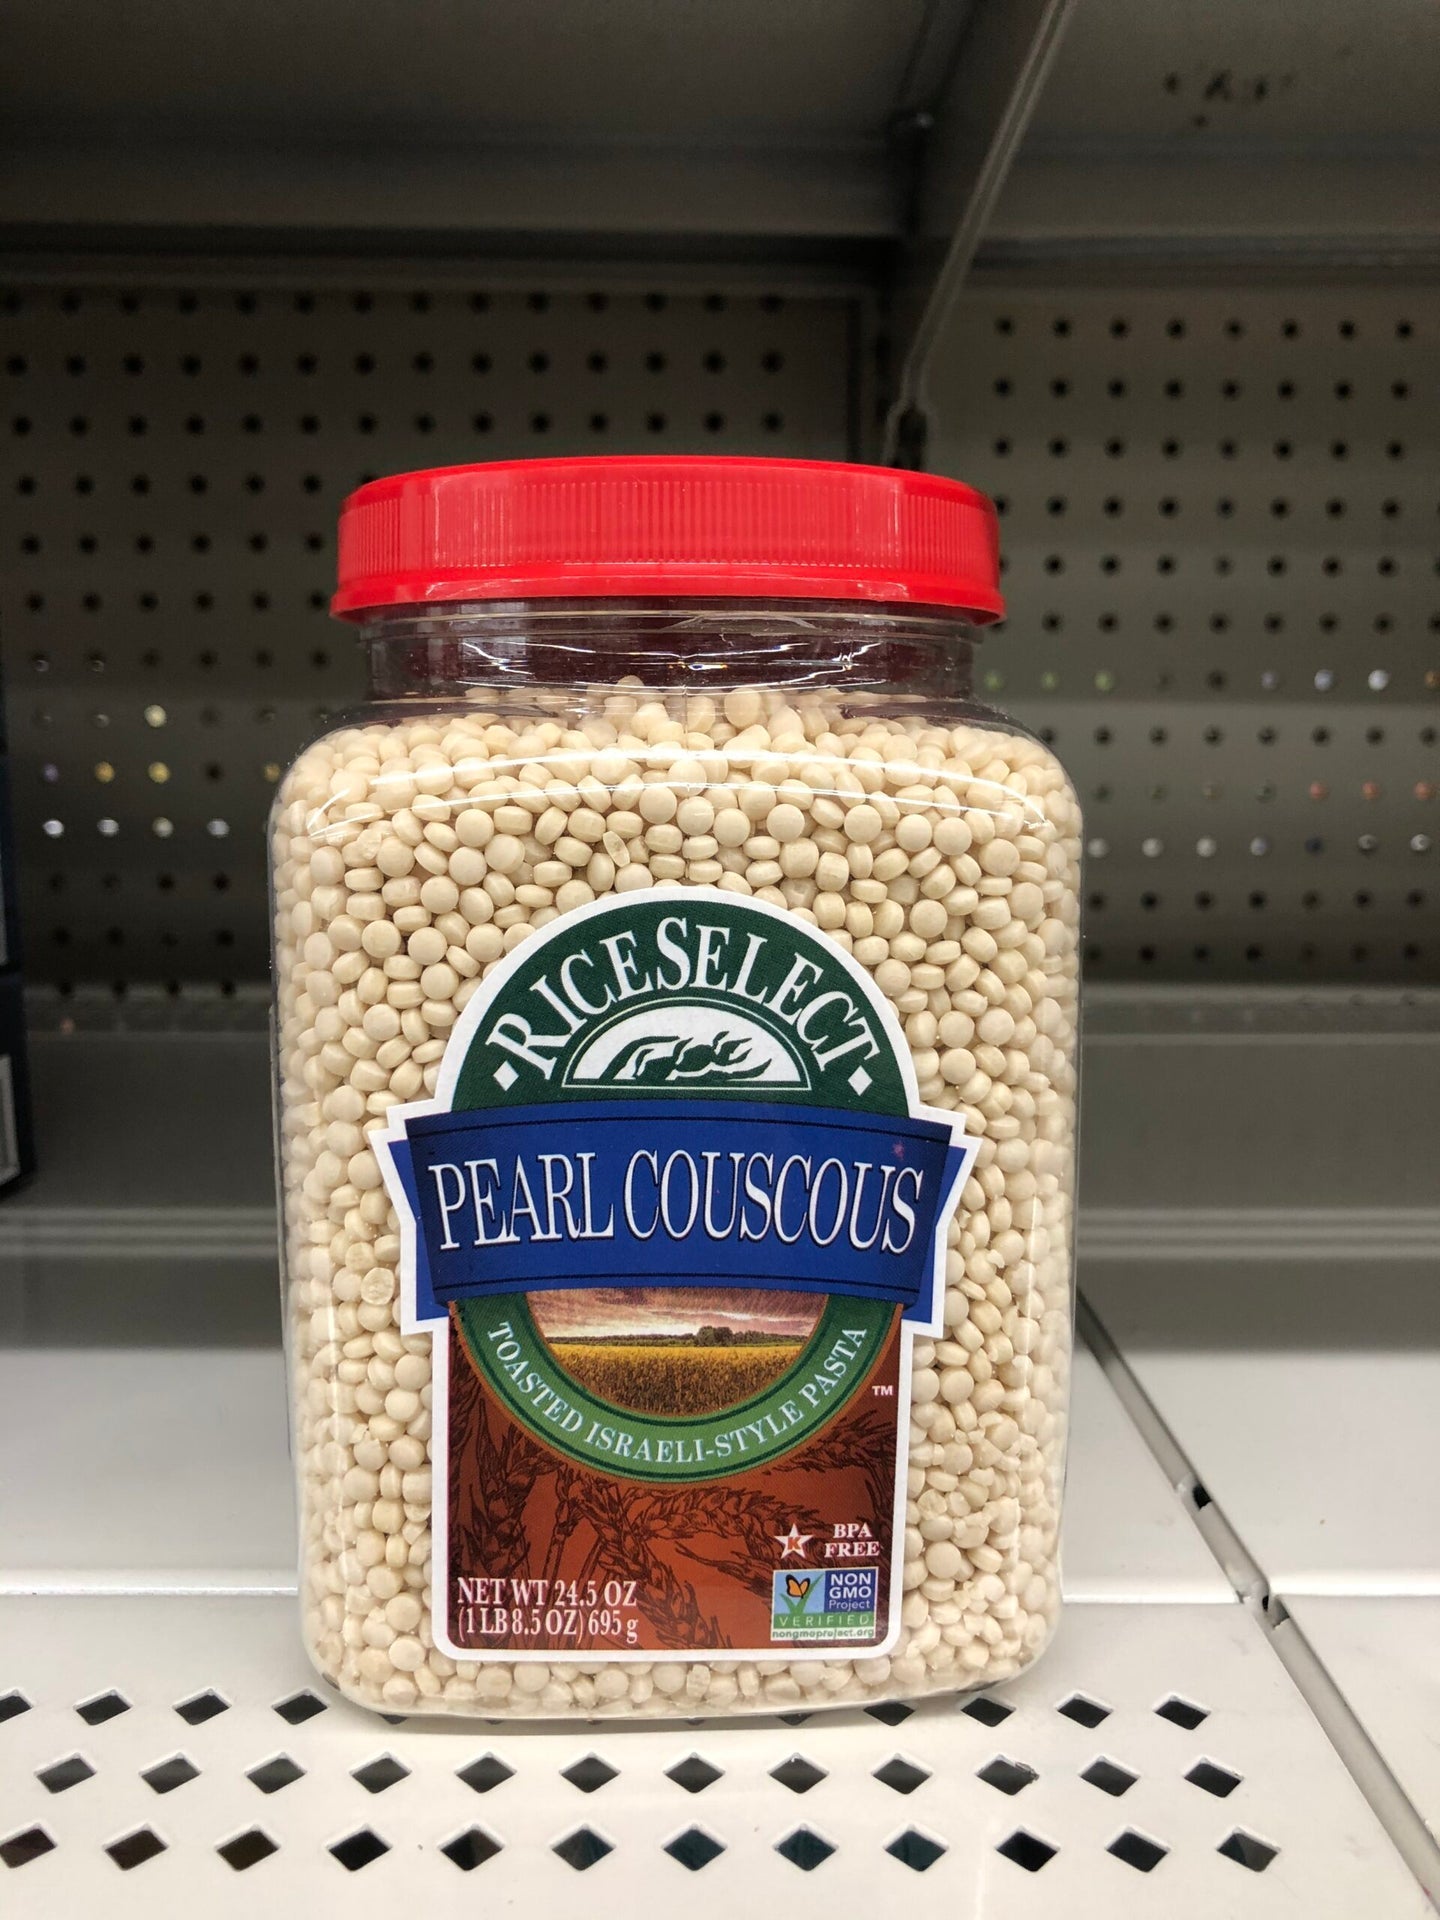 RICESELECT
PEARL COUSCOUS
TOASTED ISRAELI-STYLE PASTA
TM
K
BPA
FREE
NET WT 24.5 OZ
(1 LB 8.5 OZ) 695 g
NON
GMO
Project
VERIFIED
nongmoproject.org